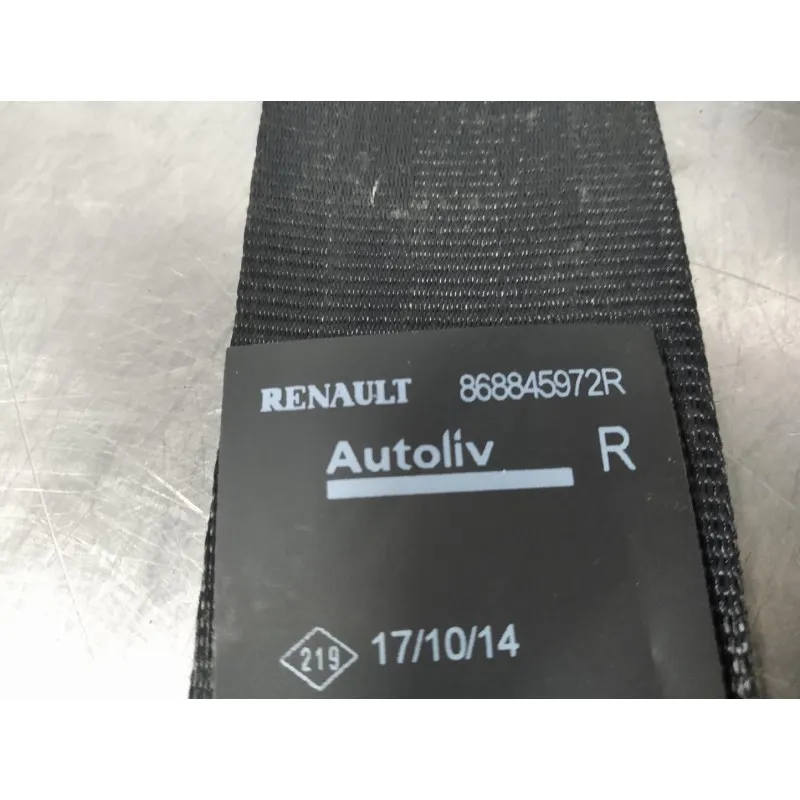 RENAULT 868845972R
Autoliv R
219 17/10/14